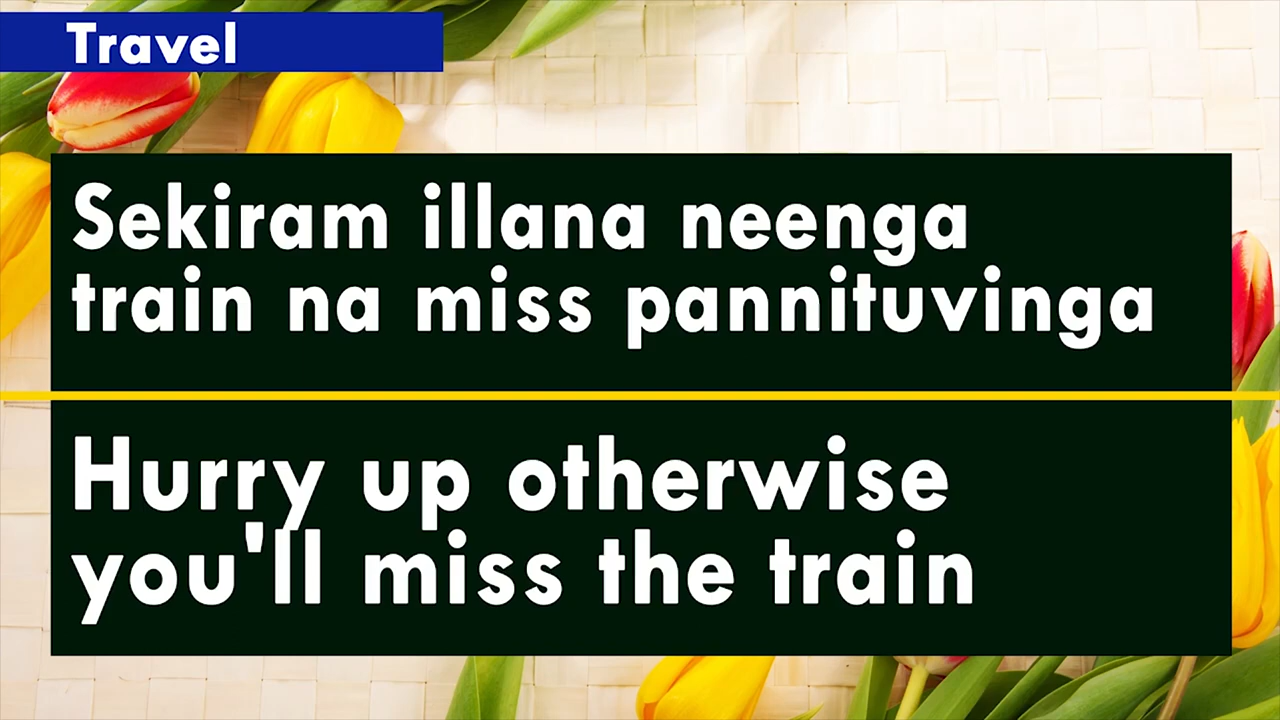 Travel
Sekiram illana neenga
train na miss pannituvinga
Hurry up otherwise
you'll miss the train